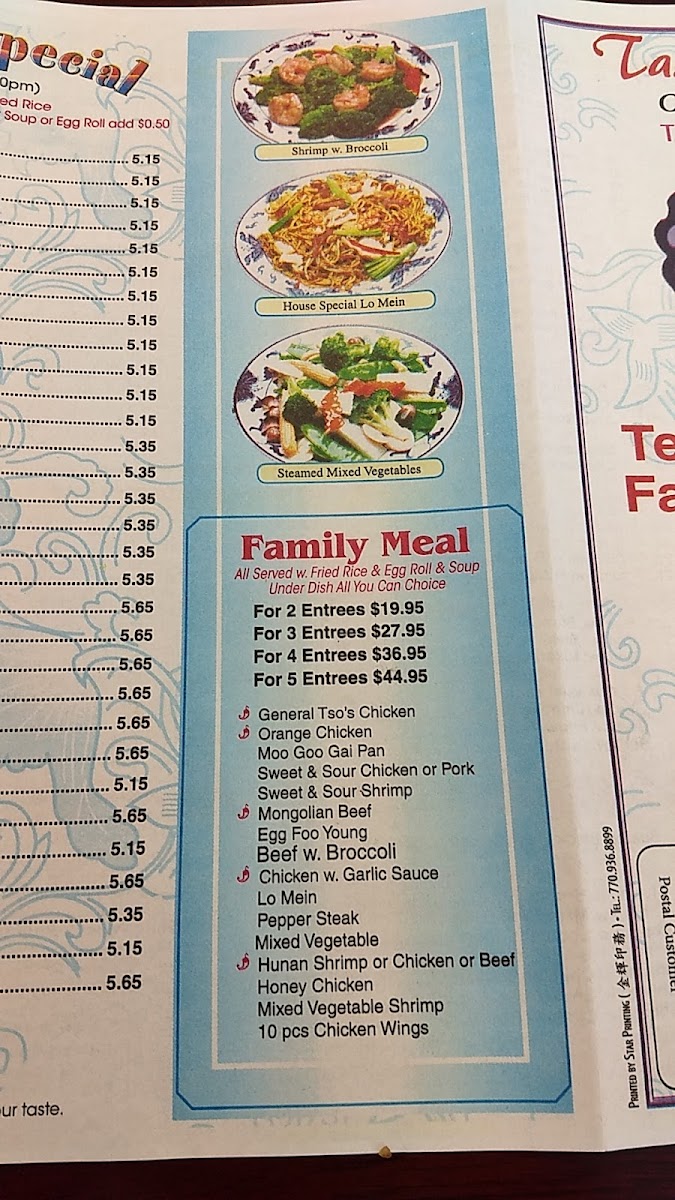 pecial
0pm)
ed Rice
Soup or Egg Roll add $0.50
5.15
5.15
5.15
5.15
5.15
5.15
5.15
5.15
5.15
5.15
5.15
5.15
5.35
5.35
5.35
5.35
5.35
5.35
5.65
5.65
5.65
5.65
5.65
5.65
5.15
5.65
5.15
5.65
5.35
5.15
5.65
ur taste.
Shrimp w. Broccoli
House Special Lo Mein
Steamed Mixed Vegetables
Family Meal
All Served w. Fried Rice & Egg Roll & Soup
Under Dish All You Can Choice
For 2 Entrees $19.95
For 3 Entrees $27.95
For 4 Entrees $36.95
For 5 Entrees $44.95
General Tso's Chicken
Orange Chicken
Moo Goo Gai Pan
Sweet & Sour Chicken or Pork
Sweet & Sour Shrimp
Mongolian Beef
Egg Foo Young
Beef w. Broccoli
Chicken w. Garlic Sauce
Lo Mein
Pepper Steak
Mixed Vegetable
Hunan Shrimp or Chicken or Beef
Honey Chicken
Mixed Vegetable Shrimp
10 pcs Chicken Wings
Ta
O
T
Te
Fa
Postal Customer
PRINTED BY STAR PRINTING (金輝印務) - TEL.: 770.936.8899